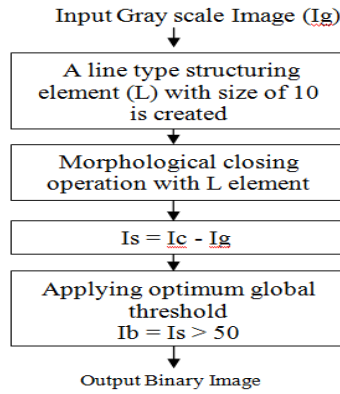 Input Gray scale Image (Ig)
A line type structuring
element (L) with size of 10
is created
Morphological closing
operation with L element
Is = Ic - Ig
Applying optimum global
threshold
Ib = Is > 50
Output Binary Image